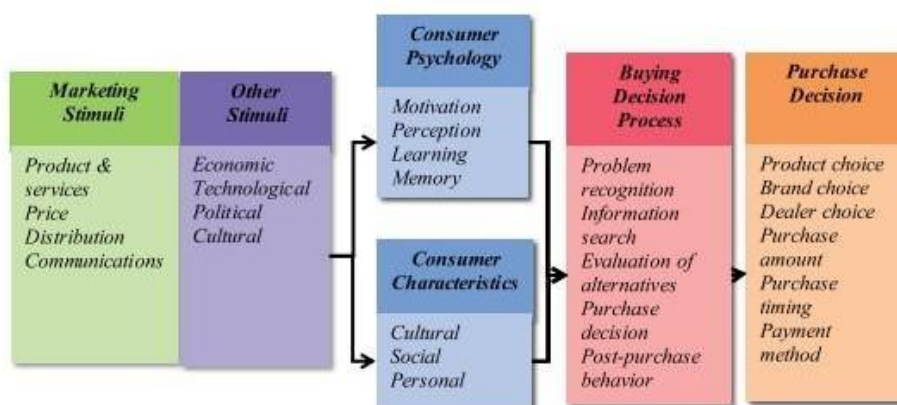 Marketing
Stimuli
Product &
services
Price
Distribution
Communications
Other
Stimuli
Economic
Technological
Political
Cultural
Consumer
Psychology
Motivation
Perception
Learning
Memory
Consumer
Characteristics
Cultural
Social
Personal
Buying
Decision
Process
Problem
recognition
Information
search
Evaluation of
alternatives
Purchase
decision
Post-purchase
behavior
Purchase
Decision
Product choice
Brand choice
Dealer choice
Purchase
amount
Purchase
timing
Payment
method